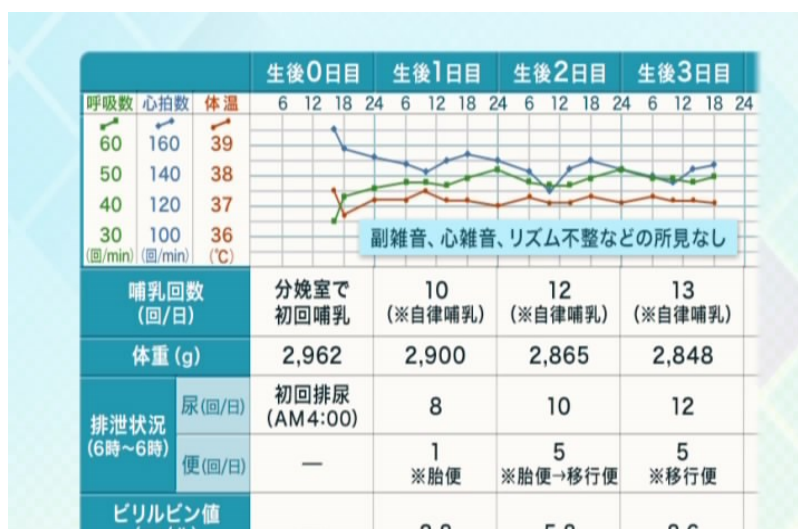 生後0日目 生後1日目 生後2日目 生後3日目
呼吸数 心拍数 体温 6 12 18 24 6 12 18 24 6 12 18 24 6 12 18 24
60 160 39
50 140 38
40 120 37
30 100 36
(回/min) (回/min) (℃)
副雑音、心雑音、リズム不整などの所見なし
哺乳回数 (回/日)
分娩室で初回哺乳
10 (※自律哺乳)
12 (※自律哺乳)
13 (※自律哺乳)
体重(g) 2,962 2,900 2,865 2,848
排泄状況 (6時~6時)
尿(回/日)
初回排尿 (AM4:00)
8 10 12
便(回/日)
—
1 ※胎便
5 ※胎便→移行便
5 ※移行便
ビリルビン値